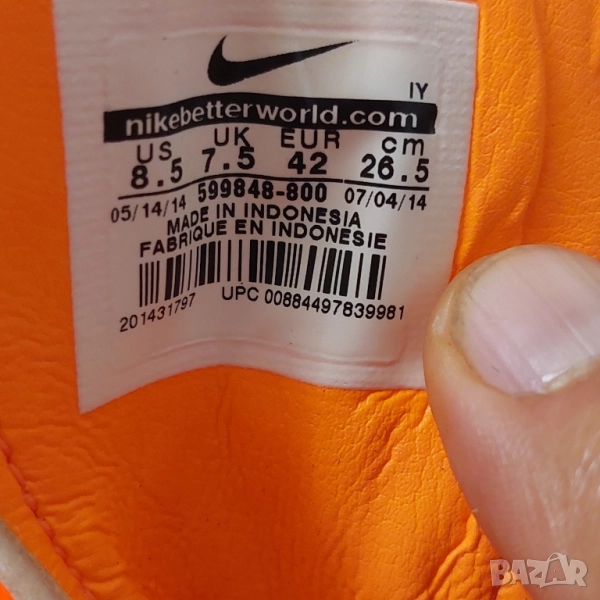 IY
nikebetterworld.com
US UK EUR cm
8.5 7.5 42 26.5
05/14/14 599848-800 07/04/14
MADE IN INDONESIA
FABRIQUE EN INDONESIE
201431797 UPC 00884497839981
BAZAR